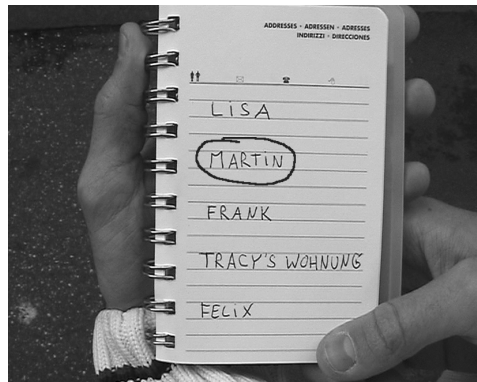 ADDRESSES • ADRESSEN • ADRESSES
INDIRIZZI • DIRECCIONES
LiSA
MARTiN
FRANK
TRACY'S WOHNUNG
FELiX